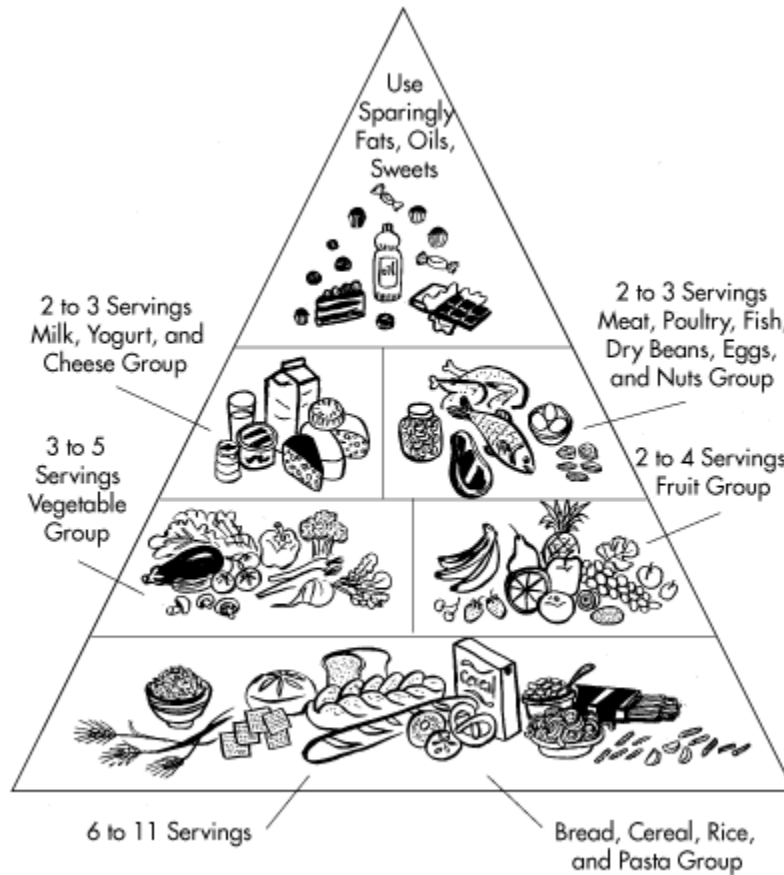 Use
Sparingly
Fats, Oils,
Sweets
oil
2 to 3 Servings
Milk, Yogurt, and
Cheese Group
2 to 3 Servings
Meat, Poultry, Fish,
Dry Beans, Eggs,
and Nuts Group
3 to 5
Servings
Vegetable
Group
2 to 4 Servings
Fruit Group
6 to 11 Servings
Bread, Cereal, Rice,
and Pasta Group